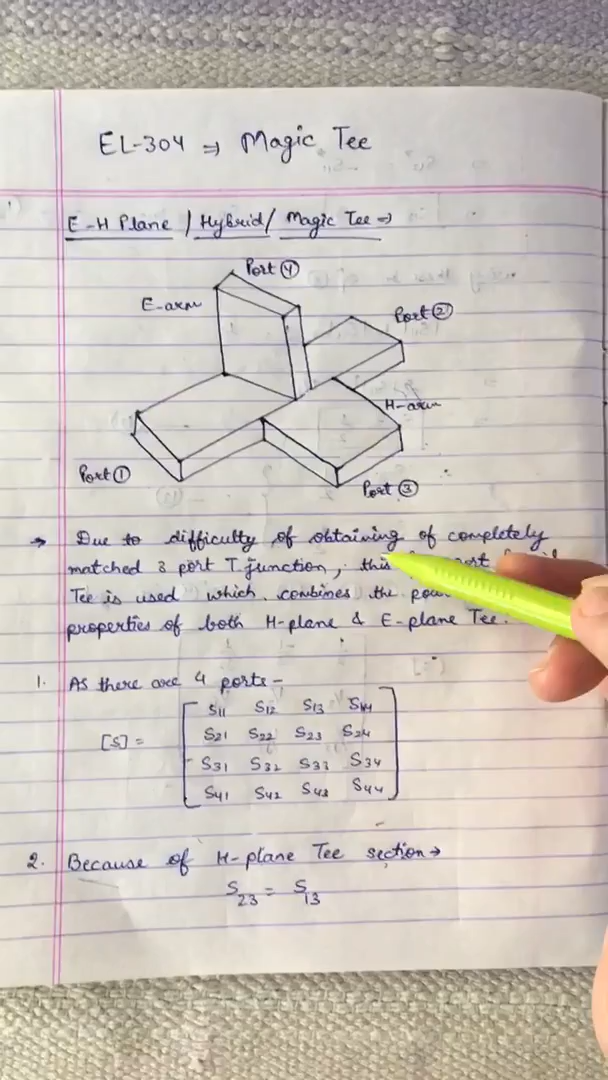 EL-304 ⇒ Magic Tee
E-H Plane / Hybrid / Magic Tee ⇒
Port ④
E-arm
Port ②
H-arm
Port ①
Port ③
→ Due to difficulty of obtaining of completely
matched 3 port T junction, this
Tee is used which combines the
properties of both H-plane & E-plane Tee.
1. As there are 4 ports -
S11 S12 S13 S14
[S] = S21 S22 S23 S24
S31 S32 S33 S34
S41 S42 S43 S44
2. Because of H-plane Tee section →
S23 = S13